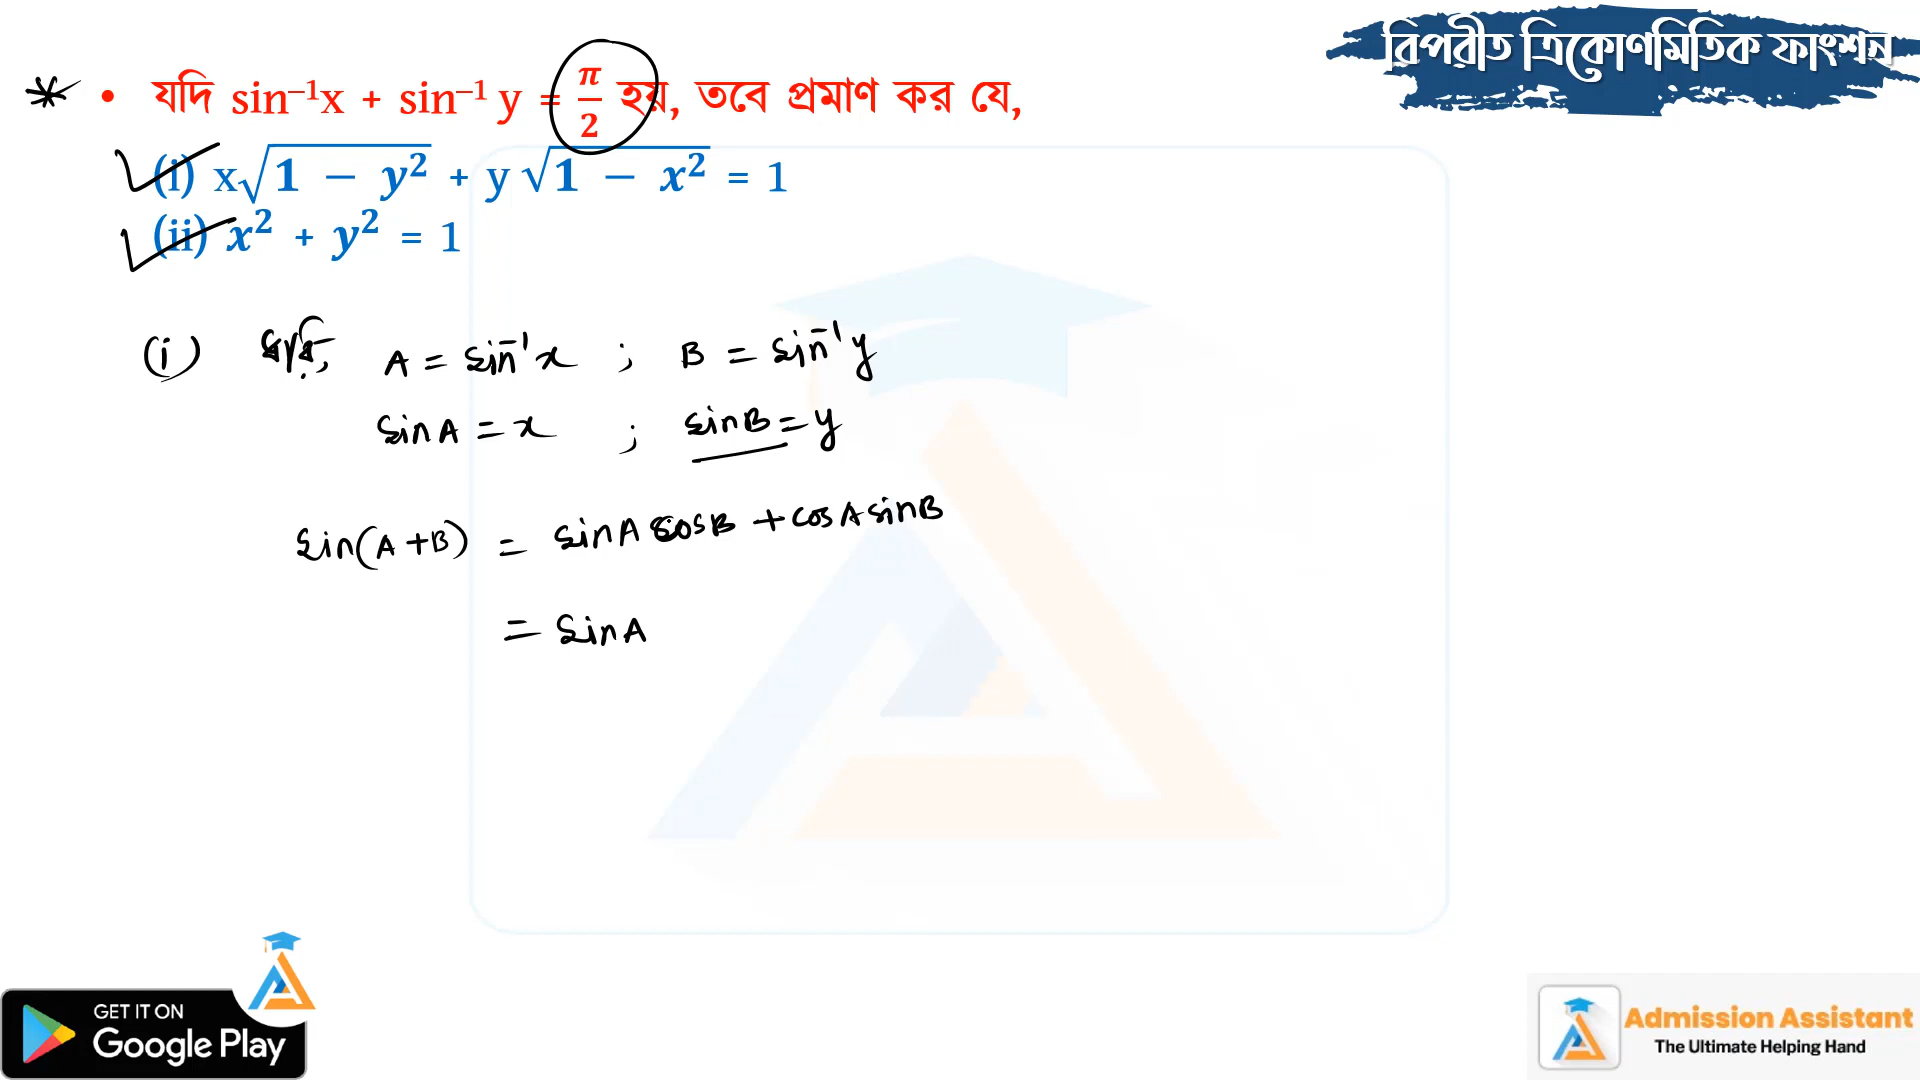 বিপরীত ত্রিকোণমিতিক ফাংশন
* • যদি sin⁻¹x + sin⁻¹ y = π/2 হয়, তবে প্রমাণ কর যে,
(i) x√(1 − y²) + y √(1 − x²) = 1
(ii) x² + y² = 1
(i) ধরি, A = sin⁻¹x ; B = sin⁻¹y
sinA = x ; sinB = y
sin(A+B) = sinA cosB + cosA sinB
= sinA
GET IT ON
Google Play
Admission Assistant
The Ultimate Helping Hand